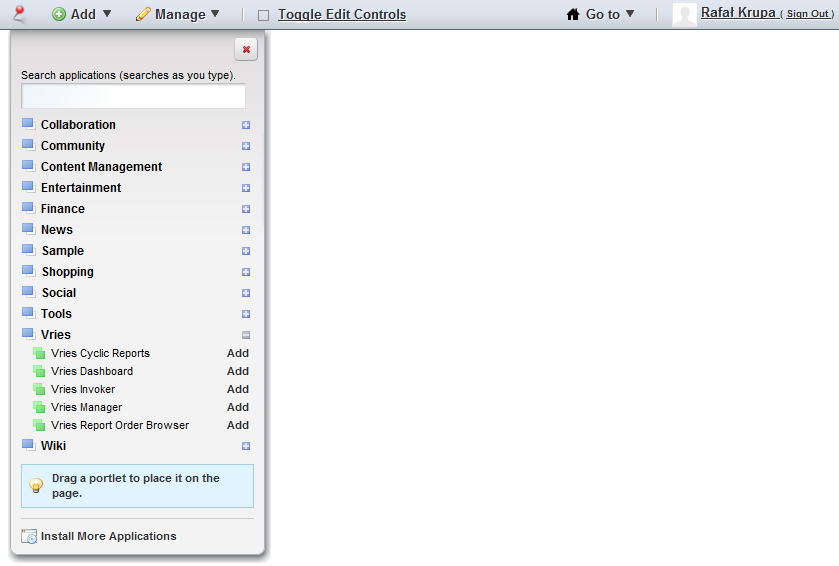 Add Manage Toggle Edit Controls Go to Rafał Krupa ( Sign Out )
Search applications (searches as you type).
Collaboration
Community
Content Management
Entertainment
Finance
News
Sample
Shopping
Social
Tools
Vries
Vries Cyclic Reports Add
Vries Dashboard Add
Vries Invoker Add
Vries Manager Add
Vries Report Order Browser Add
Wiki
Drag a portlet to place it on the
page.
Install More Applications